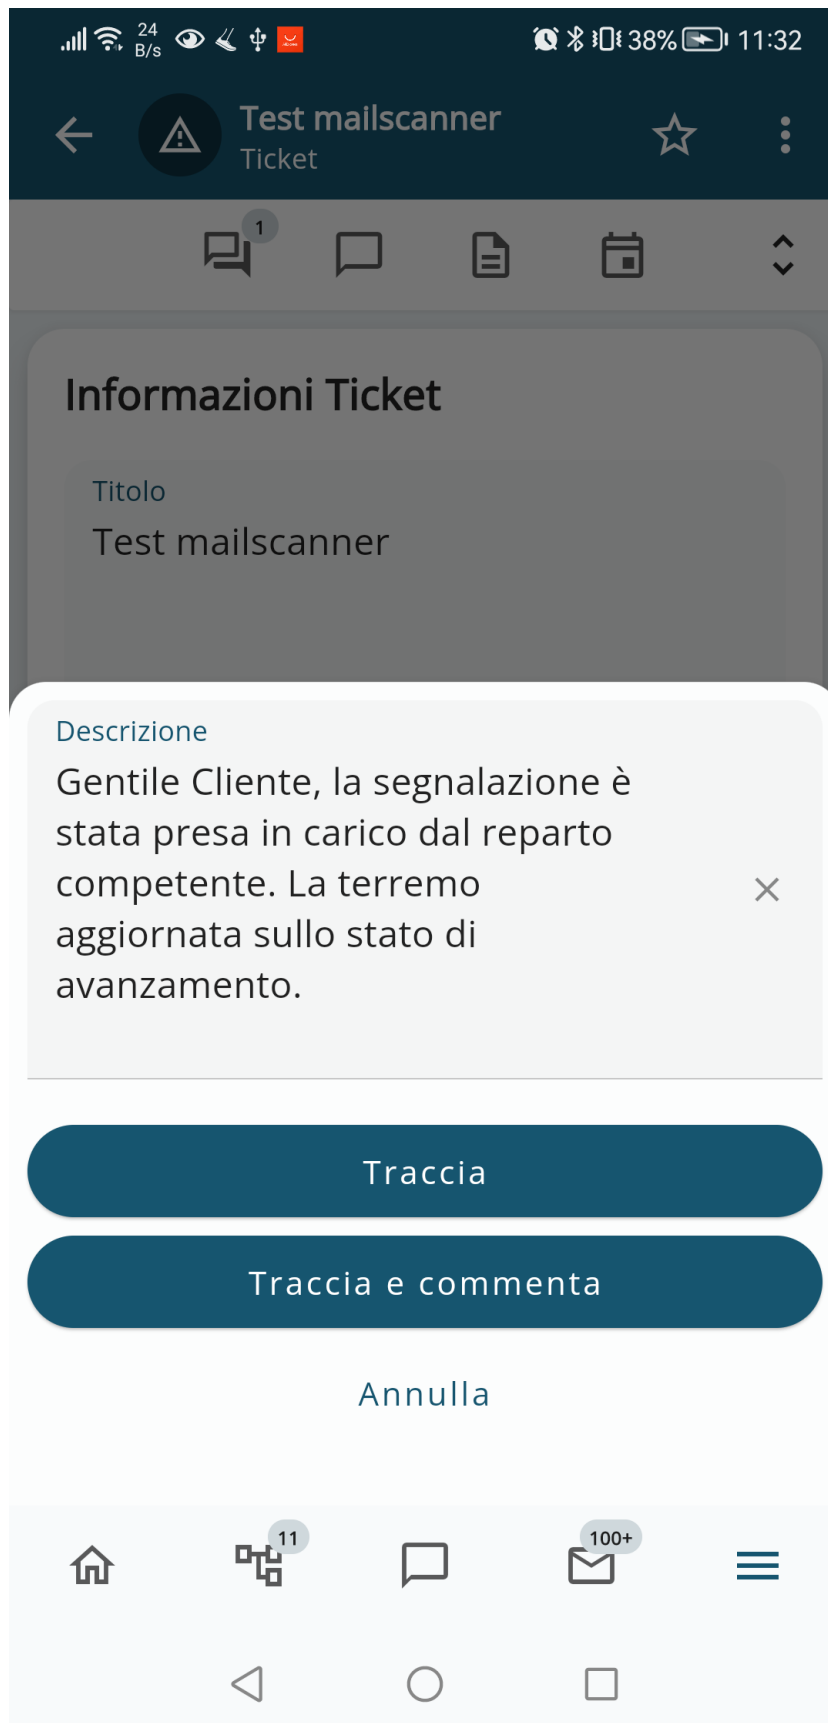 24
B/s
38%
11:32
Test mailscanner
Ticket
1
Informazioni Ticket
Titolo
Test mailscanner
Descrizione
Gentile Cliente, la segnalazione è
stata presa in carico dal reparto
competente. La terremo
aggiornata sullo stato di
avanzamento.
Traccia
Traccia e commenta
Annulla
11
100+